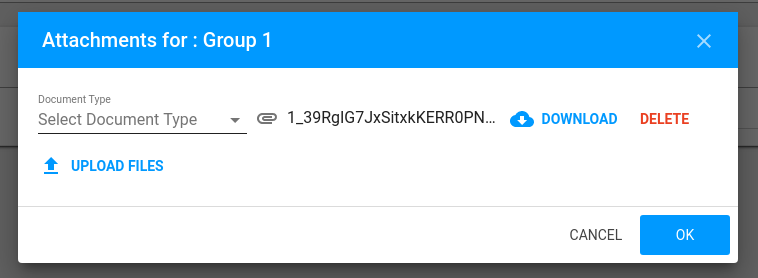 Attachments for : Group 1
Document Type
Select Document Type
1_39RgIG7JxSitxkKERR0PN...
DOWNLOAD
DELETE
UPLOAD FILES
CANCEL
OK